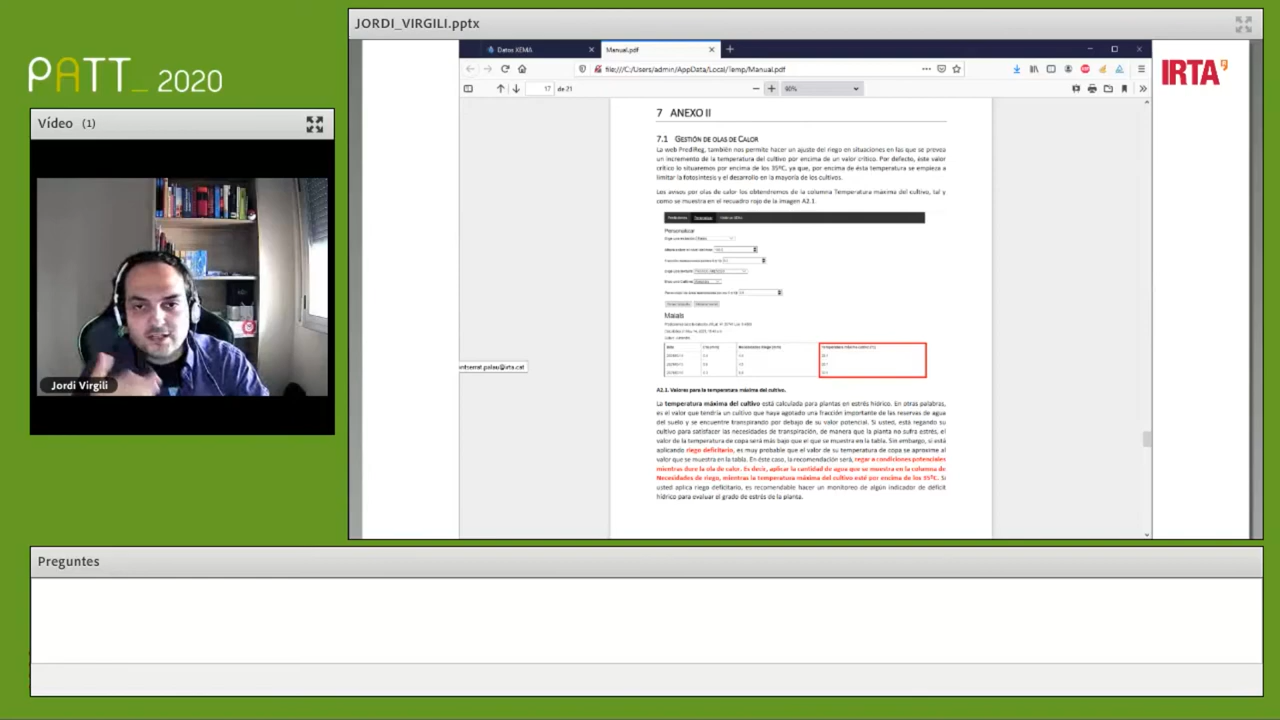 JORDI_VIRGILI.pptx
PATT_ 2020
Vídeo (1)
Jordi Virgili
Datos XEMA
Manual.pdf
file:///C:/Users/admin/AppData/Local/Temp/Manual.pdf
17 de 21
60%
IRTA
7 ANEXO II
7.1 GESTIÓN DE OLAS DE CALOR
La web PrediReg, también nos permite hacer un ajuste del riego en situaciones en las que se prevea
un incremento de la temperatura del cultivo por encima de un valor crítico. Por defecto, éste valor
crítico lo situaremos por encima de los 35ºC, ya que, por encima de ésta temperatura se empieza a
limitar la fotosíntesis y el desarrollo en la mayoría de los cultivos.
Los avisos por olas de calor los obtendremos de la columna Temperatura máxima del cultivo, tal y
como se muestra en el recuadro rojo de la imagen A2.1.
Personalizar
Maials
A2.1. Valores para la temperatura máxima del cultivo.
La temperatura máxima del cultivo está calculada para plantas en estrés hídrico. En otras palabras,
es el valor que tendría un cultivo que haya agotado una fracción importante de las reservas de agua
del suelo y se encuentre transpirando por debajo de su valor potencial. Si usted, está regando su
cultivo para satisfacer las necesidades de transpiración, de manera que la planta no sufra estrés, el
valor de la temperatura de copa será más bajo que el que se muestra en la tabla. Sin embargo, si está
aplicando riego deficitario, es muy probable que el valor de su temperatura de copa se aproxime al
valor que se muestra en la tabla. En éste caso, la recomendación será, regar a condiciones potenciales
mientras dure la ola de calor. Es decir, aplicar la cantidad de agua que se muestra en la columna de
Necesidades de riego, mientras la temperatura máxima del cultivo esté por encima de los 35ºC. Si
usted aplica riego deficitario, es recomendable hacer un monitoreo de algún indicador de déficit
hídrico para evaluar el grado de estrés de la planta.
ntserrat.palau@irta.cat
Preguntes